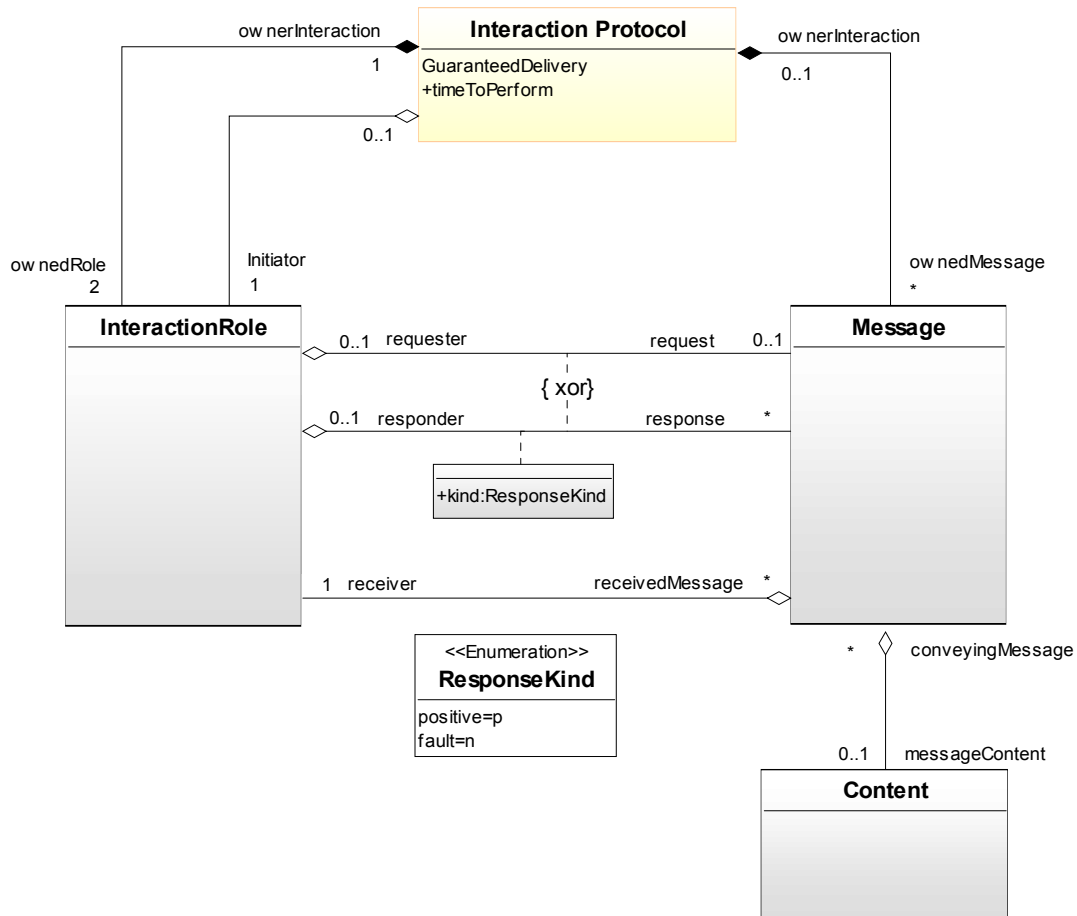 ow nerInteraction
Interaction Protocol
ow nerInteraction
1
GuaranteedDelivery
+timeToPerform
0..1
0..1
ow nedRole
2
Initiator
1
ow nedMessage
*
InteractionRole
Message
0..1 requester
request 0..1
{ xor}
0..1 responder
response *
+kind:ResponseKind
1 receiver
receivedMessage *
<<Enumeration>>
ResponseKind
positive=p
fault=n
* conveyingMessage
0..1 messageContent
Content